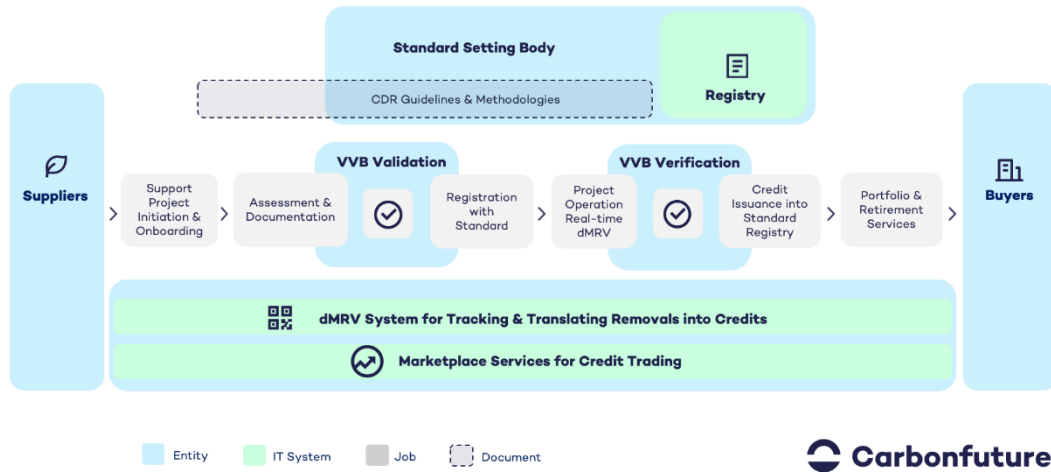 Standard Setting Body
CDR Guidelines & Methodologies
Registry
Suppliers
VVB Validation
VVB Verification
Buyers
Support
Project
Initiation &
Onboarding
Assessment &
Documentation
Registration
with
Standard
Project
Operation
Real-time
dMRV
Credit
Issuance into
Standard
Registry
Portfolio &
Retirement
Services
dMRV System for Tracking & Translating Removals into Credits
Marketplace Services for Credit Trading
Entity
IT System
Job
Document
Carbonfuture